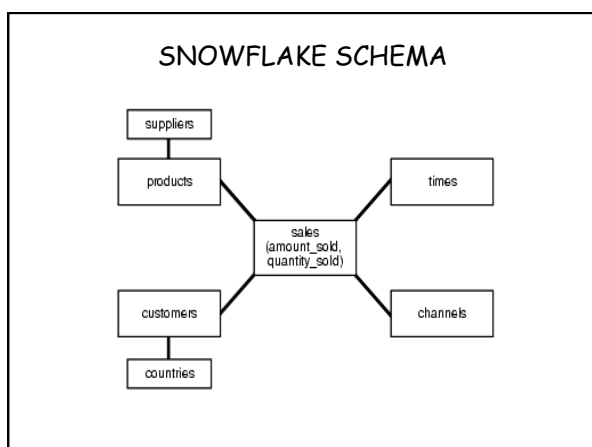 SNOWFLAKE SCHEMA
suppliers
products
times
sales
(amount_sold,
quantity_sold)
customers
channels
countries